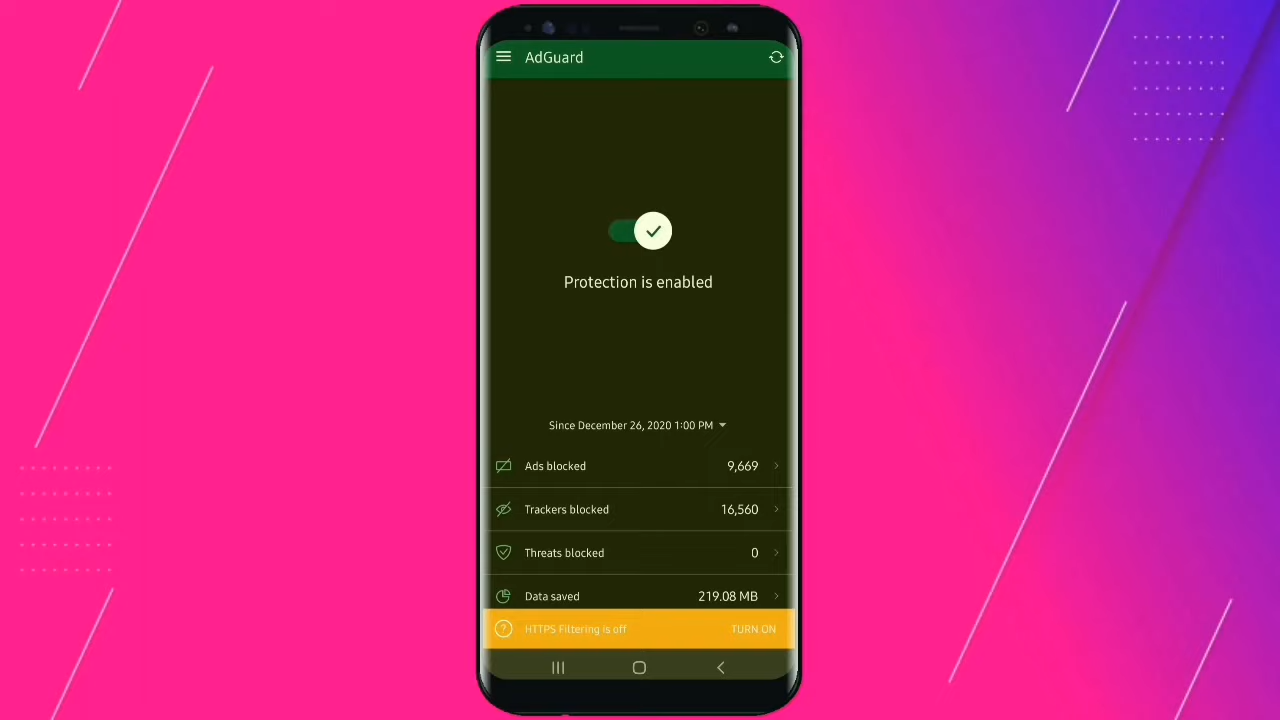 AdGuard
Protection is enabled
Since December 26, 2020 1:00 PM
Ads blocked 9,669
Trackers blocked 16,560
Threats blocked 0
Data saved 219.08 MB
HTTPS Filtering is off TURN ON